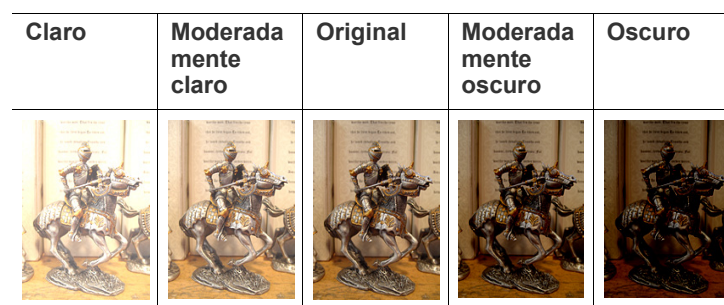 Claro
Moderada
mente
claro
Original
Moderada
mente
oscuro
Oscuro